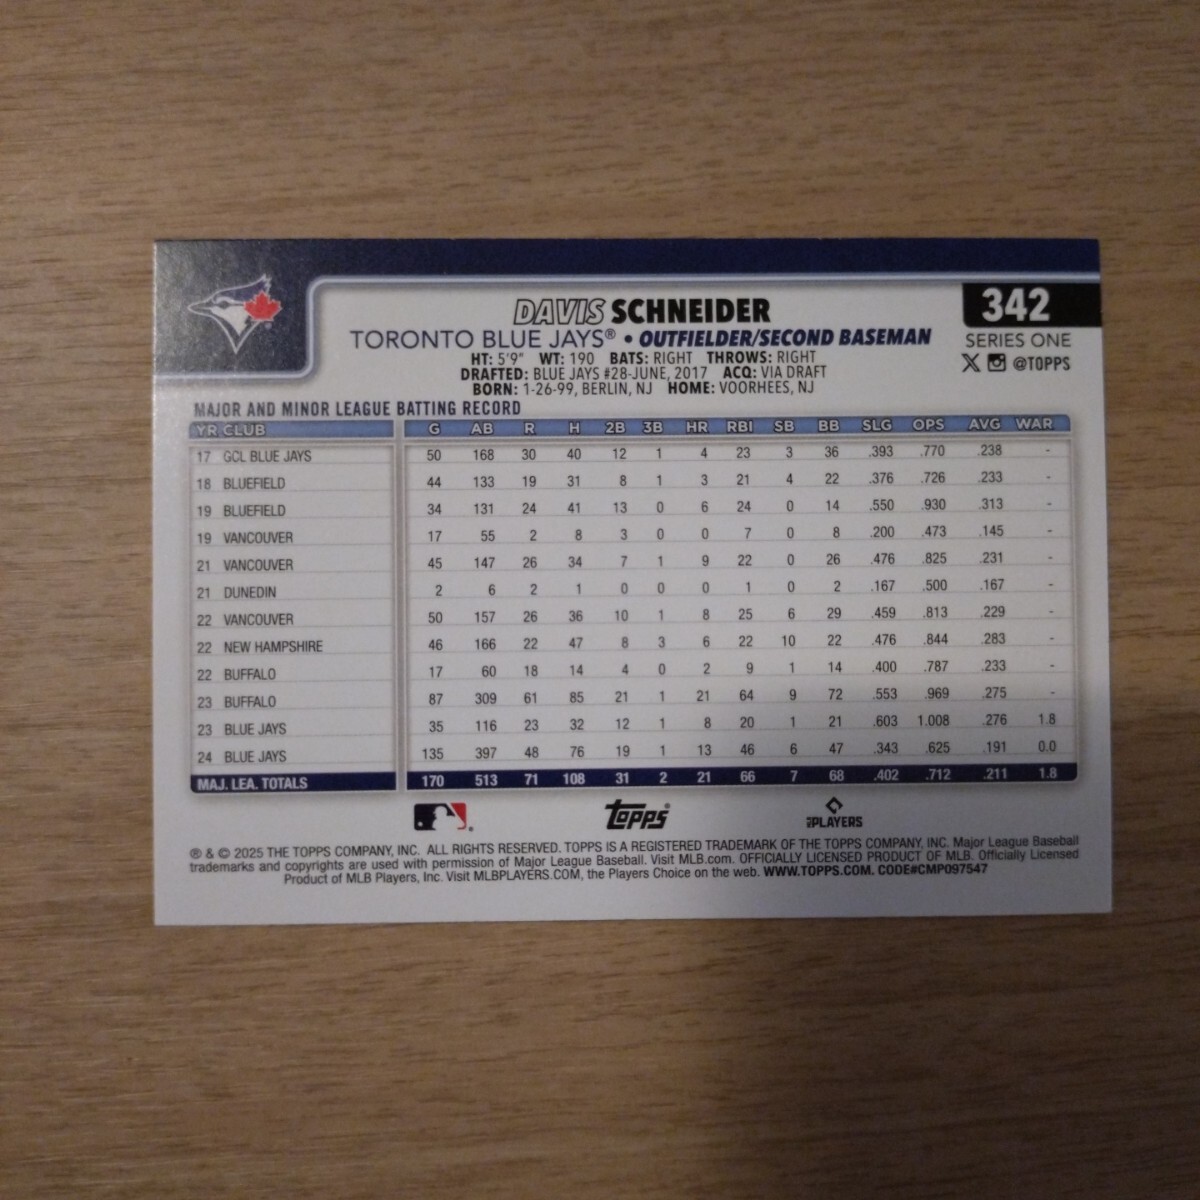 DAVIS SCHNEIDER
342
TORONTO BLUE JAYS® • OUTFIELDER/SECOND BASEMAN
SERIES ONE
HT: 5'9" WT: 190 BATS: RIGHT THROWS: RIGHT
X @TOPPS
DRAFTED: BLUE JAYS #28-JUNE, 2017 ACQ: VIA DRAFT
BORN: 1-26-99, BERLIN, NJ HOME: VOORHEES, NJ
MAJOR AND MINOR LEAGUE BATTING RECORD
YR CLUB G AB R H 2B 3B HR RBI SB BB SLG OPS AVG WAR
17 GCL BLUE JAYS 50 168 30 40 12 1 4 23 3 36 .393 .770 .238 -
18 BLUEFIELD 44 133 19 31 8 1 3 21 4 22 .376 .726 .233 -
19 BLUEFIELD 34 131 24 41 13 0 6 24 0 14 .550 .930 .313 -
19 VANCOUVER 17 55 2 8 3 0 0 7 0 8 .200 .473 .145 -
21 VANCOUVER 45 147 26 34 7 1 9 22 0 26 .476 .825 .231 -
21 DUNEDIN 2 6 2 1 0 0 0 1 0 2 .167 .500 .167 -
22 VANCOUVER 50 157 26 36 10 1 8 25 6 29 .459 .813 .229 -
22 NEW HAMPSHIRE 46 166 22 47 8 3 6 22 10 22 .476 .844 .283 -
22 BUFFALO 17 60 18 14 4 0 2 9 1 14 .400 .787 .233 -
23 BUFFALO 87 309 61 85 21 1 21 64 9 72 .553 .969 .275 -
23 BLUE JAYS 35 116 23 32 12 1 8 20 1 21 .603 1.008 .276 1.8
24 BLUE JAYS 135 397 48 76 19 1 13 46 6 47 .343 .625 .191 0.0
MAJ. LEA. TOTALS 170 513 71 108 31 2 21 66 7 68 .402 .712 .211 1.8
topps®
MLB PLAYERS
® & © 2025 THE TOPPS COMPANY, INC. ALL RIGHTS RESERVED. TOPPS IS A REGISTERED TRADEMARK OF THE TOPPS COMPANY, INC. Major League Baseball
trademarks and copyrights are used with permission of Major League Baseball. Visit MLB.com. OFFICIALLY LICENSED PRODUCT OF MLB. Officially Licensed
Product of MLB Players, Inc. Visit MLBPLAYERS.COM, the Players Choice on the web. WWW.TOPPS.COM. CODE#CMP097547